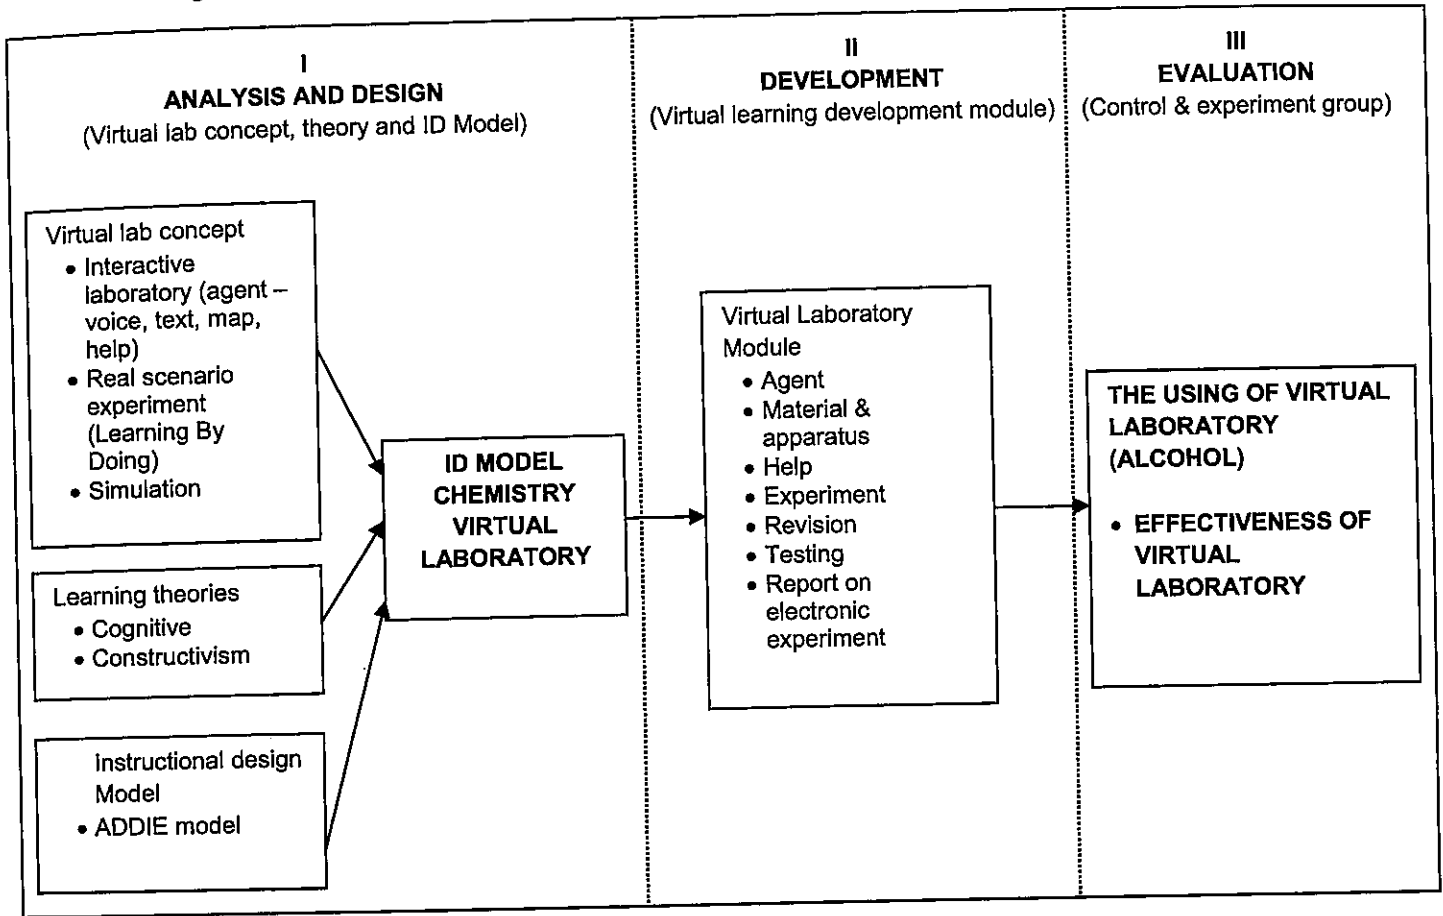 I
ANALYSIS AND DESIGN
(Virtual lab concept, theory and ID Model)
Virtual lab concept
• Interactive
laboratory (agent –
voice, text, map,
help)
• Real scenario
experiment
(Learning By
Doing)
• Simulation
Learning theories
• Cognitive
• Constructivism
Instructional design
Model
• ADDIE model
ID MODEL
CHEMISTRY
VIRTUAL
LABORATORY
II
DEVELOPMENT
(Virtual learning development module)
Virtual Laboratory
Module
• Agent
• Material &
apparatus
• Help
• Experiment
• Revision
• Testing
• Report on
electronic
experiment
III
EVALUATION
(Control & experiment group)
THE USING OF VIRTUAL
LABORATORY
(ALCOHOL)
• EFFECTIVENESS OF
VIRTUAL
LABORATORY